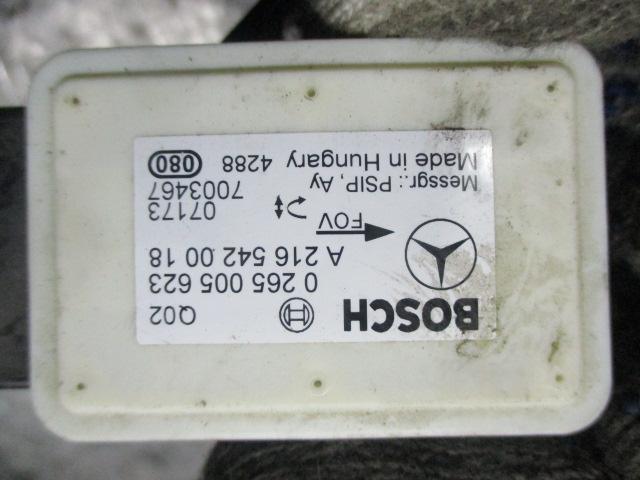 BOSCH Q02
0 265 005 623
A 216 542 00 18
FOV
07173
7003467
Messgr.: PSIP, Ay
Made in Hungary 4288 080